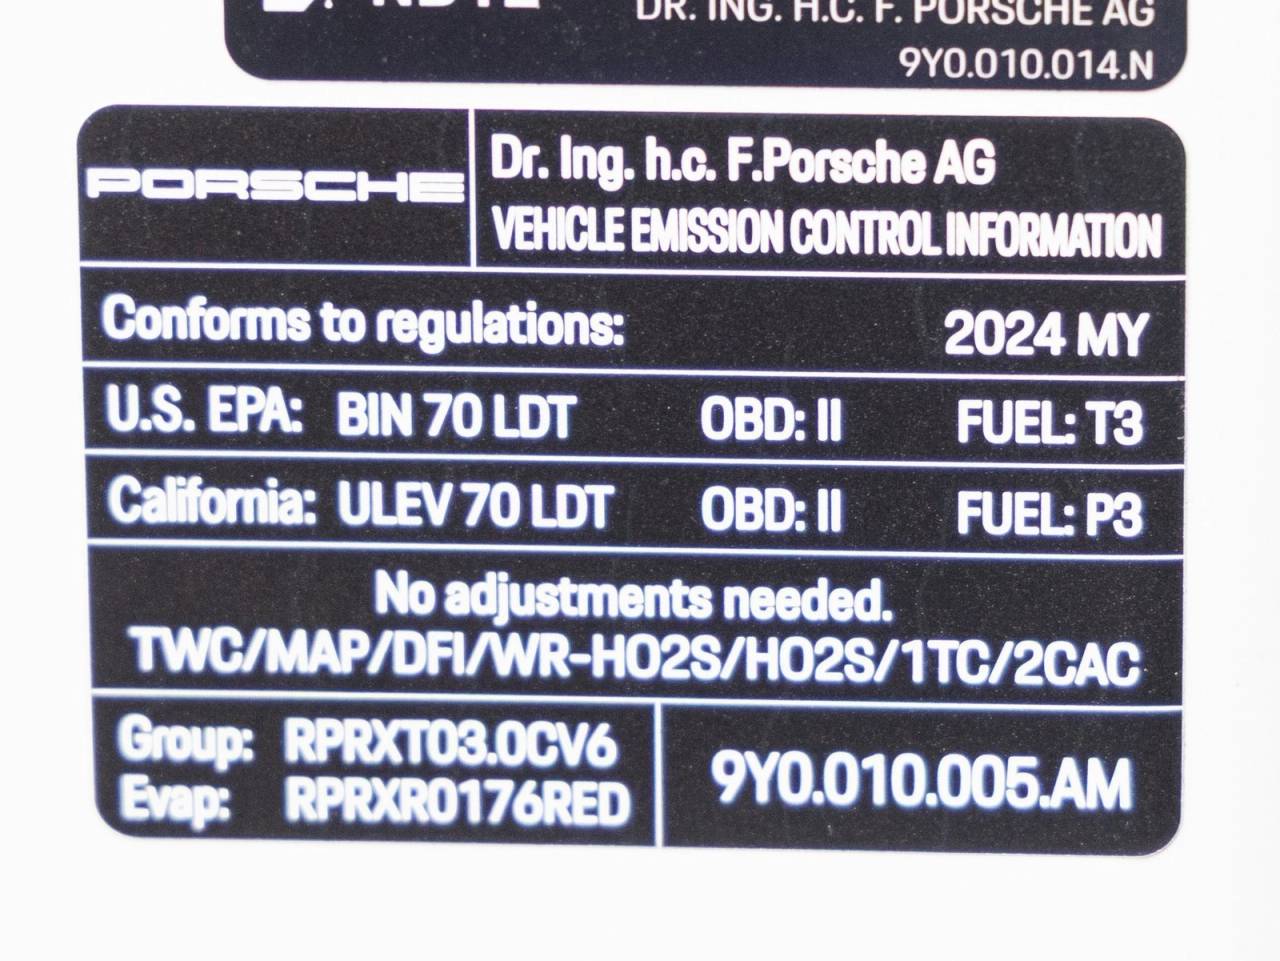 DR. ING. H.C. F. PORSCHE AG
9Y0.010.014.N
PORSCHE
Dr. Ing. h.c. F.Porsche AG
VEHICLE EMISSION CONTROL INFORMATION
Conforms to regulations: 2024 MY
U.S. EPA: BIN 70 LDT OBD: II FUEL: T3
California: ULEV 70 LDT OBD: II FUEL: P3
No adjustments needed.
TWC/MAP/DFI/WR-HO2S/HO2S/1TC/2CAC
Group: RPRXT03.0CV6
Evap: RPRXR0176RED
9Y0.010.005.AM